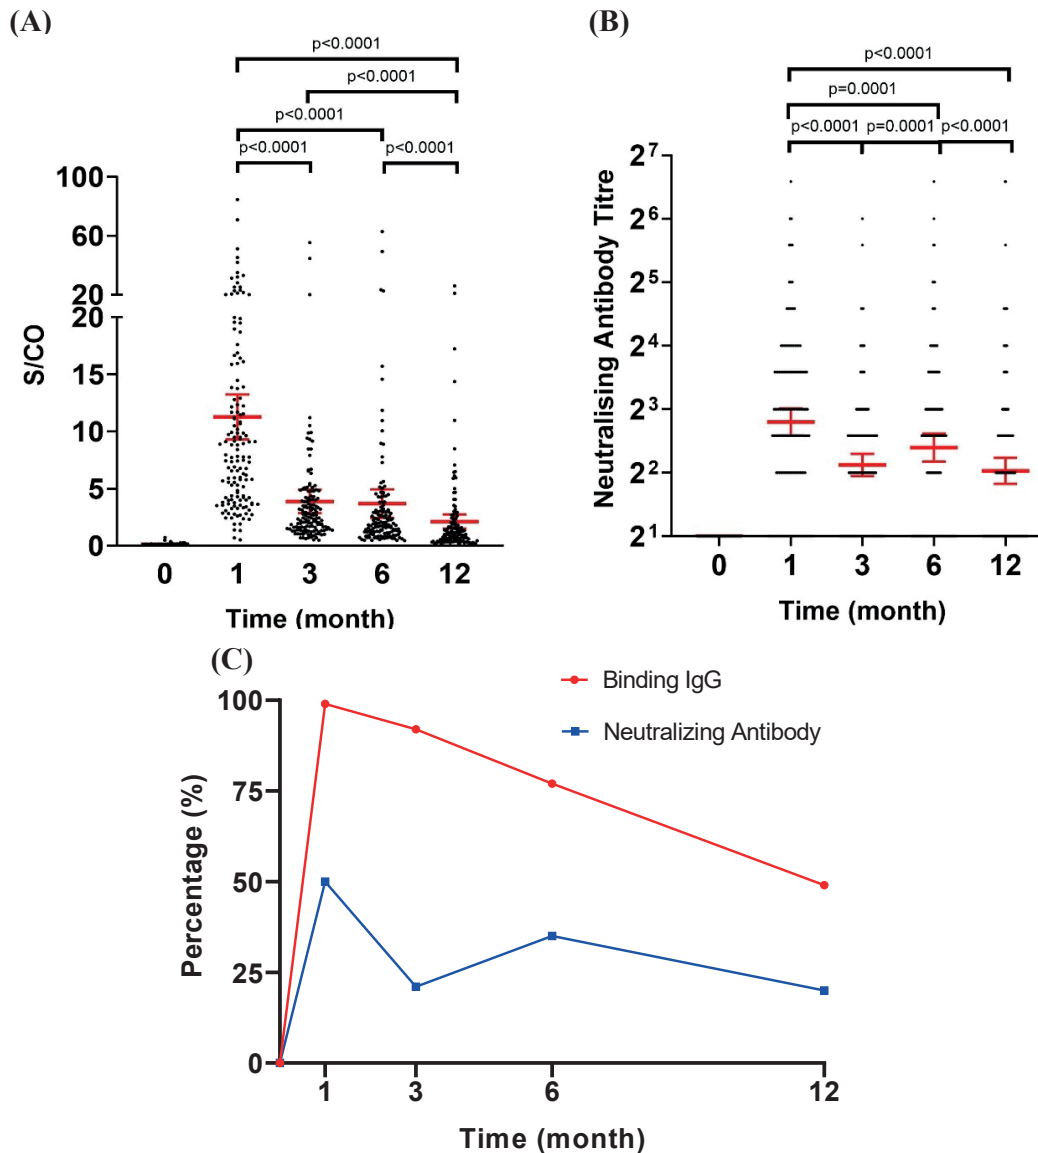 (A)
p<0.0001
p<0.0001
p<0.0001
p<0.0001 p<0.0001
100
60
20
20
15
10
5
0
S/CO
0 1 3 6 12
Time (month)
(B)
p<0.0001
p=0.0001
p<0.0001 p=0.0001 p<0.0001
2⁷
2⁶
2⁵
2⁴
2³
2²
2¹
Neutralising Antibody Titre
0 1 3 6 12
Time (month)
(C)
Binding IgG
Neutralizing Antibody
100
75
50
25
0
Percentage (%)
1 3 6 12
Time (month)